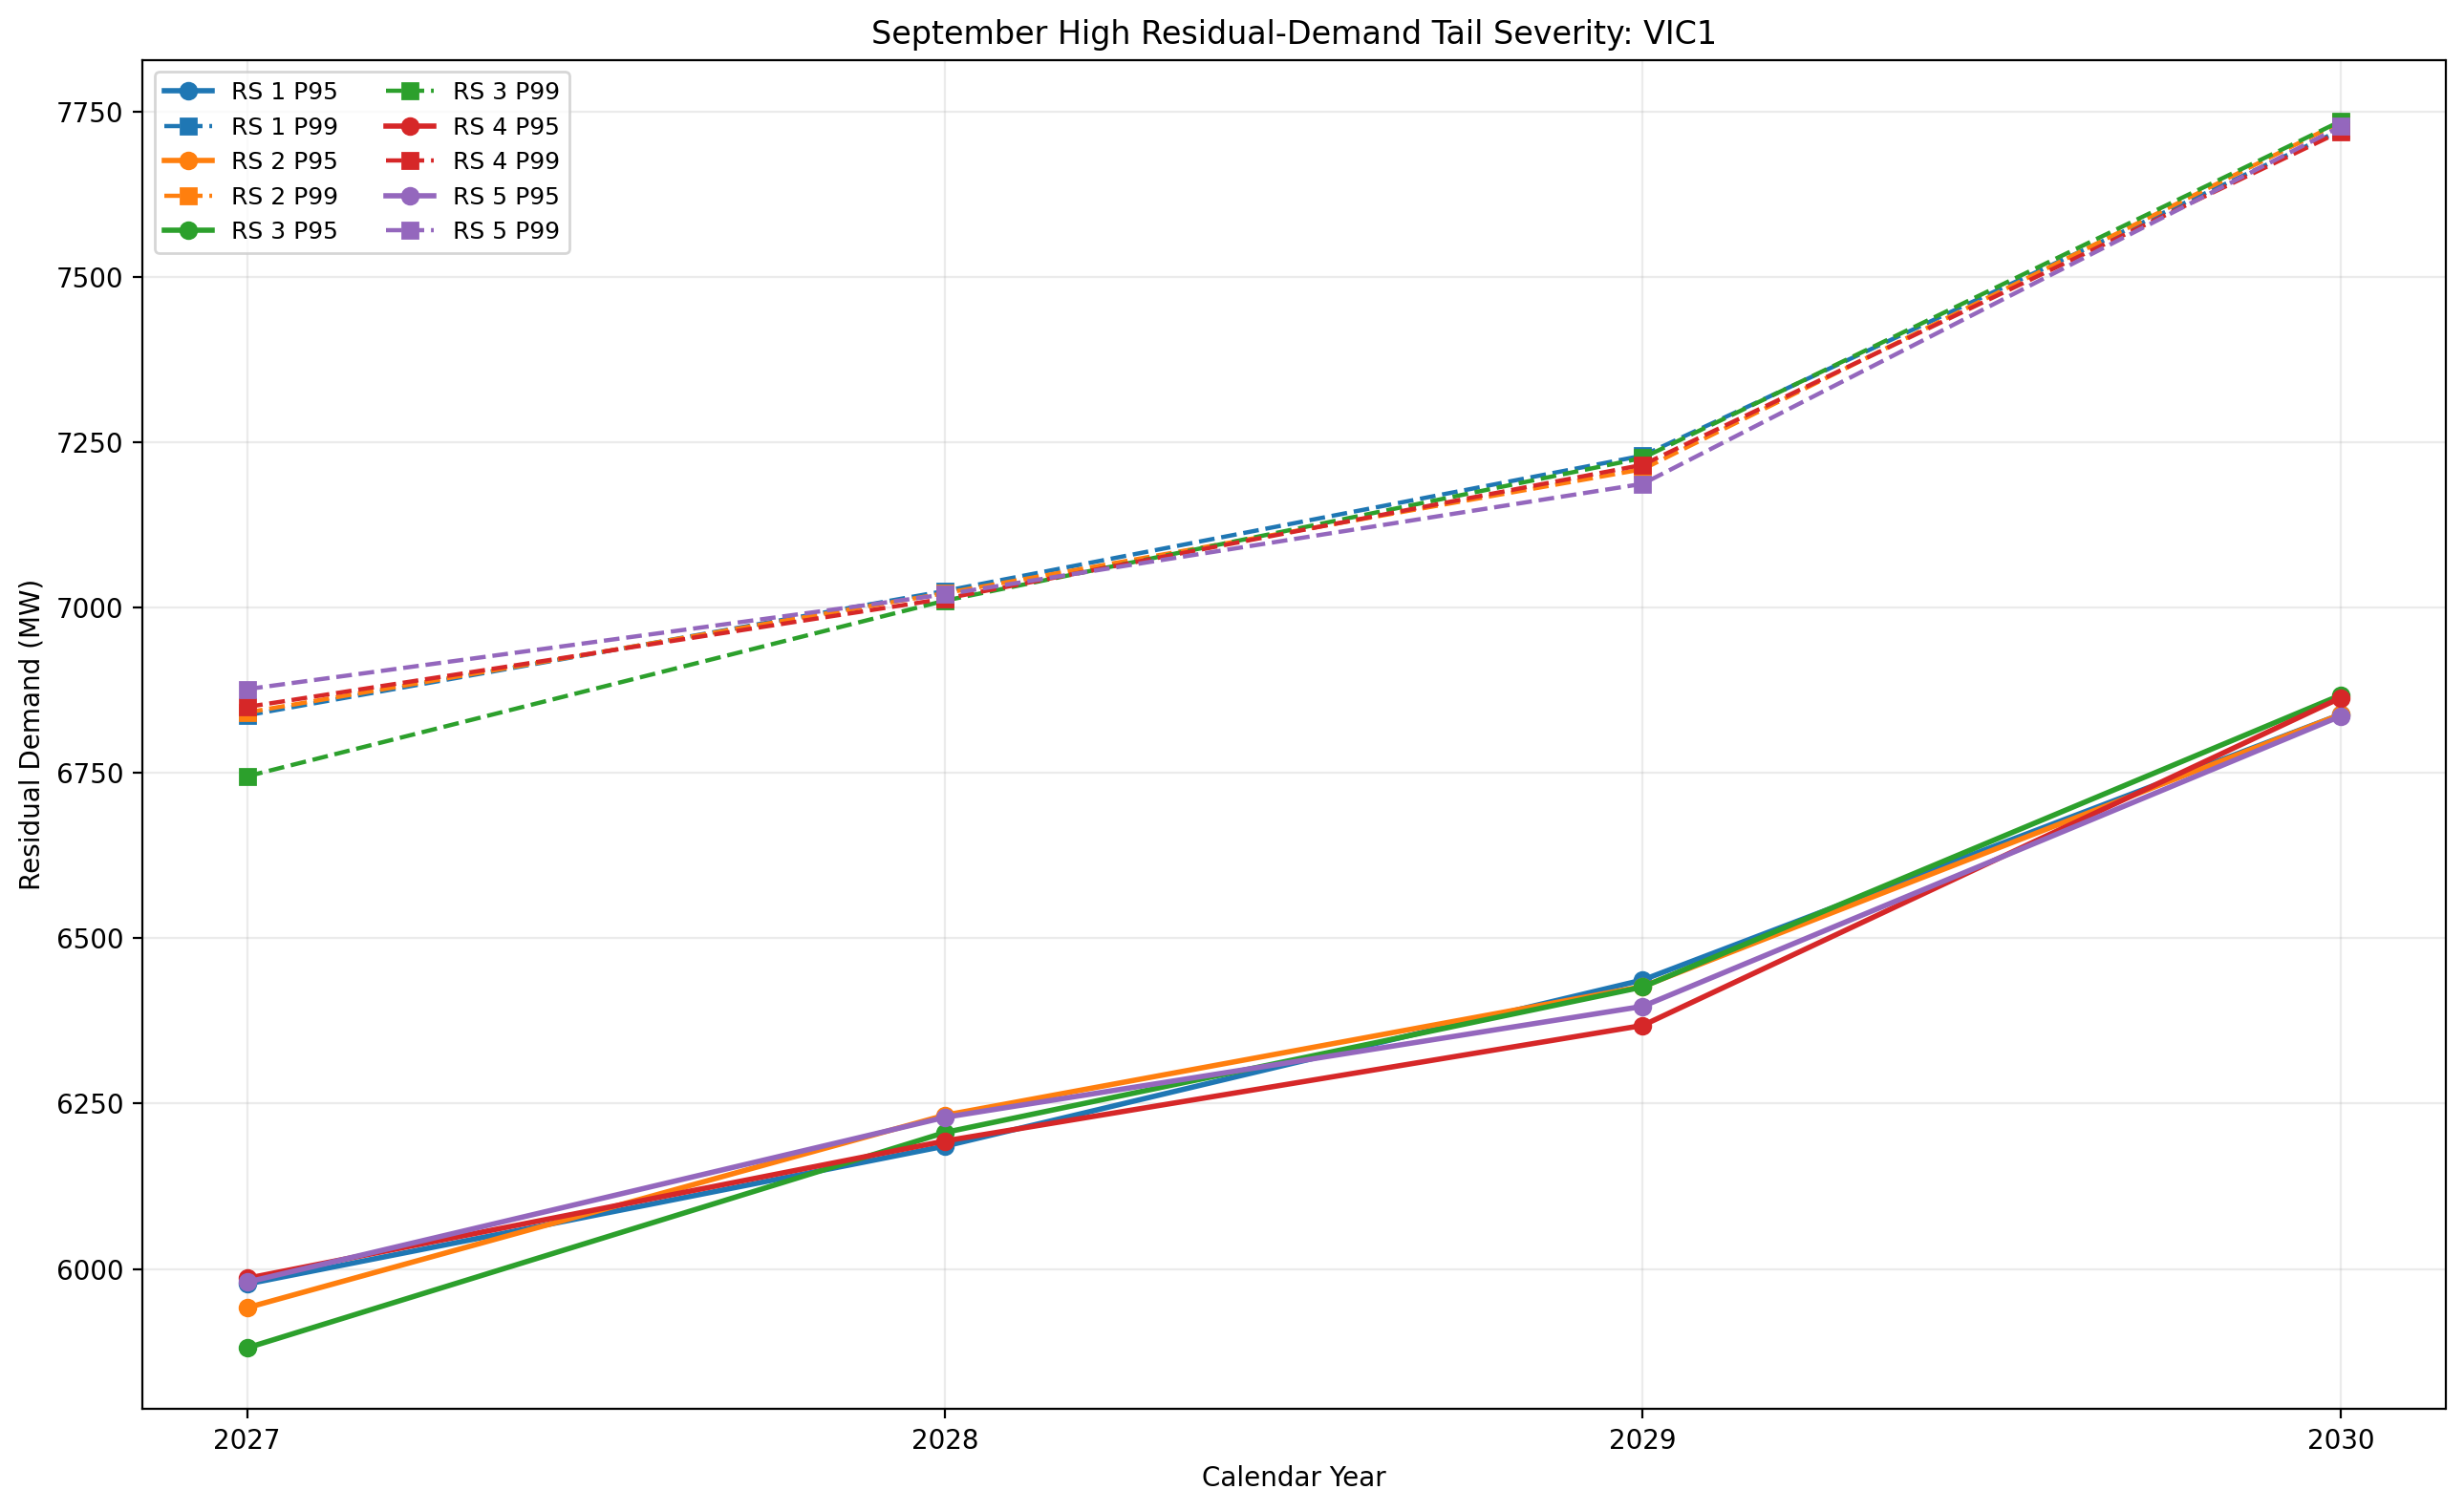 September High Residual-Demand Tail Severity: VIC1
RS 1 P95
RS 1 P99
RS 2 P95
RS 2 P99
RS 3 P95
RS 3 P99
RS 4 P95
RS 4 P99
RS 5 P95
RS 5 P99
7750
7500
7250
7000
6750
6500
6250
6000
Residual Demand (MW)
2027
2028
2029
2030
Calendar Year